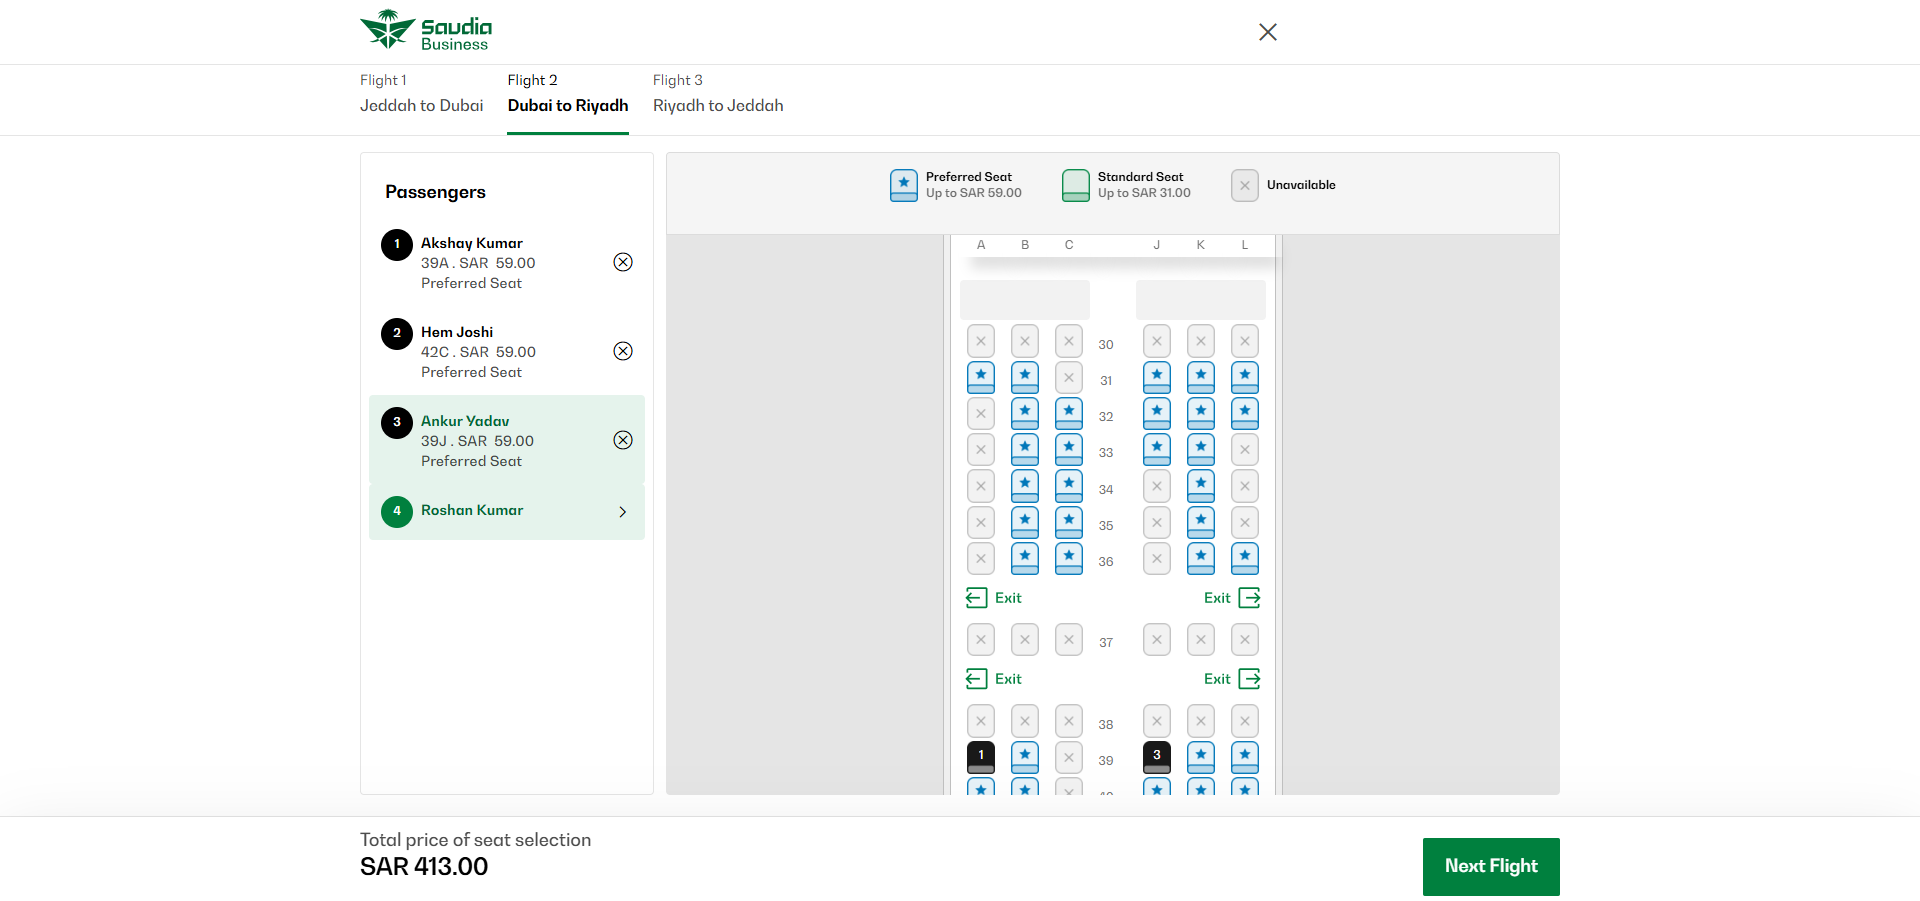 Saudia
Business
Flight 1
Jeddah to Dubai
Flight 2
Dubai to Riyadh
Flight 3
Riyadh to Jeddah
Passengers
1
Akshay Kumar
39A . SAR 59.00
Preferred Seat
2
Hem Joshi
42C . SAR 59.00
Preferred Seat
3
Ankur Yadav
39J . SAR 59.00
Preferred Seat
4
Roshan Kumar
Preferred Seat
Up to SAR 59.00
Standard Seat
Up to SAR 31.00
Unavailable
A B C J K L
30
31
32
33
34
35
36
Exit Exit
37
Exit Exit
38
1 39 3
Total price of seat selection
SAR 413.00
Next Flight